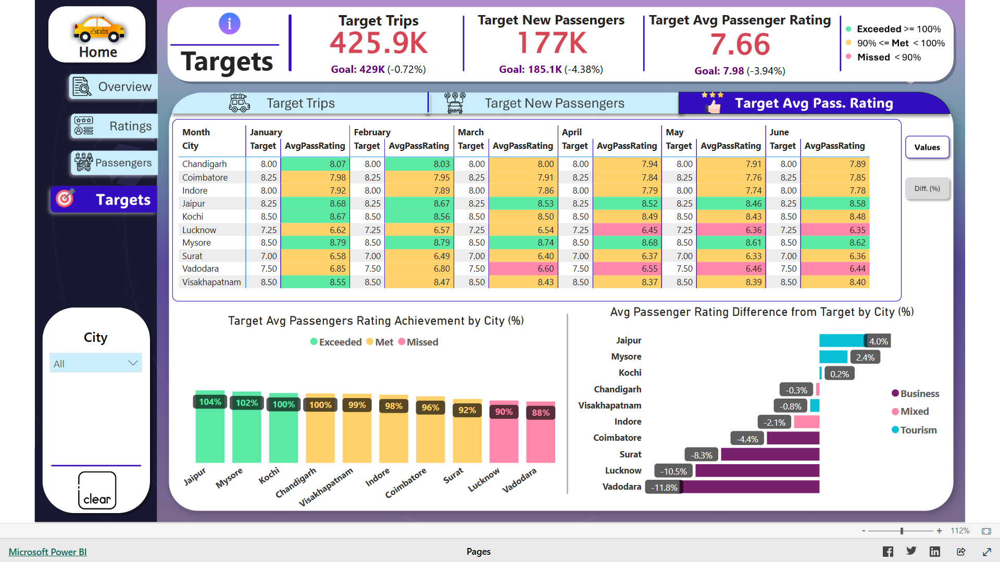 cabs
Home
Overview
Ratings
Passengers
Targets
City
All
clear
i
Targets
Target Trips
425.9K
Goal: 429K (-0.72%)
Target New Passengers
177K
Goal: 185.1K (-4.38%)
Target Avg Passenger Rating
7.66
Goal: 7.98 (-3.94%)
Exceeded >= 100%
90% <= Met < 100%
Missed < 90%
Target Trips
Target New Passengers
Target Avg Pass. Rating
Month January February March April May June
City Target AvgPassRating Target AvgPassRating Target AvgPassRating Target AvgPassRating Target AvgPassRating Target AvgPassRating
Chandigarh 8.00 8.07 8.00 8.03 8.00 8.00 8.00 7.94 8.00 7.91 8.00 7.89
Coimbatore 8.25 7.98 8.25 7.95 8.25 7.91 8.25 7.84 8.25 7.76 8.25 7.85
Indore 8.00 7.92 8.00 7.89 8.00 7.86 8.00 7.79 8.00 7.74 8.00 7.78
Jaipur 8.25 8.68 8.25 8.67 8.25 8.53 8.25 8.52 8.25 8.46 8.25 8.58
Kochi 8.50 8.67 8.50 8.56 8.50 8.50 8.50 8.49 8.50 8.43 8.50 8.48
Lucknow 7.25 6.62 7.25 6.57 7.25 6.54 7.25 6.45 7.25 6.36 7.25 6.35
Mysore 8.50 8.79 8.50 8.79 8.50 8.74 8.50 8.68 8.50 8.61 8.50 8.62
Surat 7.00 6.58 7.00 6.49 7.00 6.40 7.00 6.37 7.00 6.33 7.00 6.36
Vadodara 7.50 6.85 7.50 6.80 7.50 6.60 7.50 6.55 7.50 6.46 7.50 6.44
Visakhapatnam 8.50 8.55 8.50 8.47 8.50 8.43 8.50 8.37 8.50 8.39 8.50 8.40
Values
Diff. (%)
Target Avg Passengers Rating Achievement by City (%)
Exceeded Met Missed
104% 102% 100% 100% 99% 98% 96% 92% 90% 88%
Jaipur Mysore Kochi Chandigarh Visakhapatnam Indore Coimbatore Surat Lucknow Vadodara
Avg Passenger Rating Difference from Target by City (%)
Jaipur 4.0%
Mysore 2.4%
Kochi 0.2%
Chandigarh -0.3%
Visakhapatnam -0.8%
Indore -2.1%
Coimbatore -4.4%
Surat -8.3%
Lucknow -10.5%
Vadodara -11.8%
Business
Mixed
Tourism
- + 112%
Microsoft Power BI
Pages